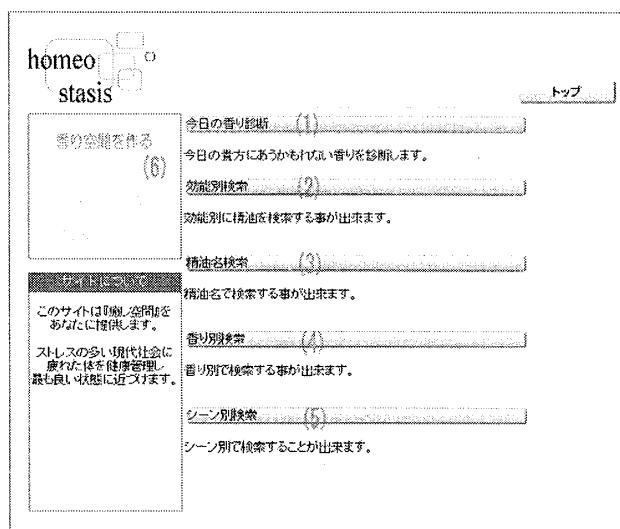 homeo
stasis
トップ
香り空間を作る
(6)
今日の香り診断 (1)
今日の貴方にあうかもれない香りを診断します。
効能別検索 (2)
効能別に精油を検索する事が出来ます。
精油名検索 (3)
精油名で検索する事が出来ます。
香り別検索 (4)
香り別で検索する事が出来ます。
シーン別検索 (5)
シーン別で検索することが出来ます。
サイトについて
このサイトは『癒し空間』を
あなたに提供します。
ストレスの多い現代社会に
疲れた体を健康管理し
最も良い状態に近づけます。